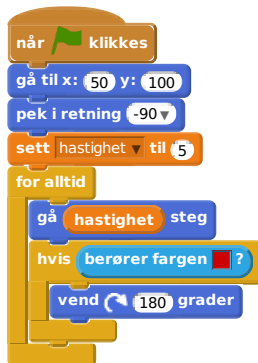 når klikkes
gå til x: 50 y: 100
pek i retning -90
sett hastighet til 5
for alltid
gå hastighet steg
hvis berører fargen ?
vend 180 grader